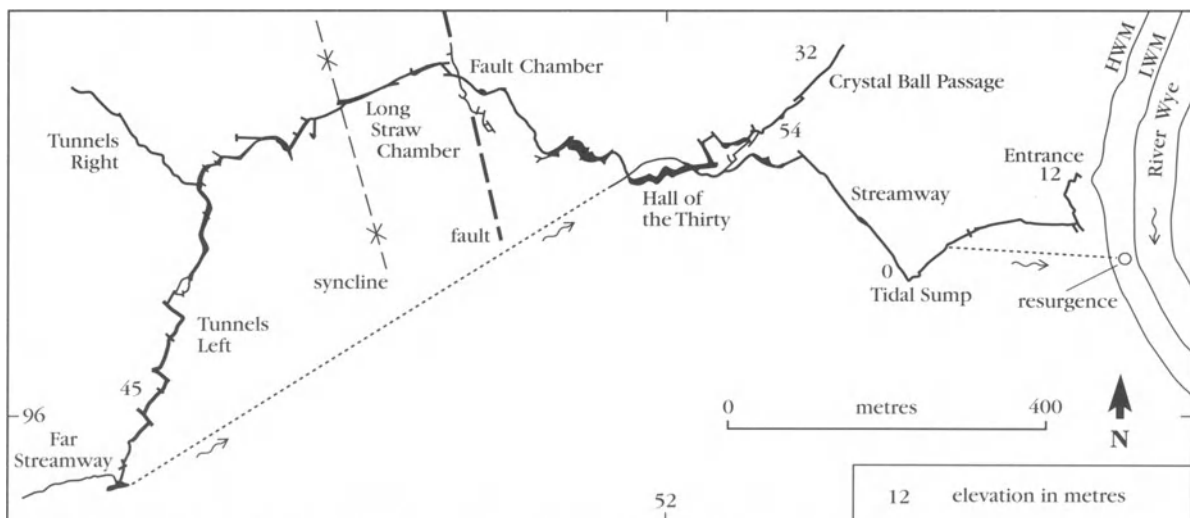 32
Fault Chamber
Crystal Ball Passage
HWM
LWM
River Wye
Long
Straw
Chamber
54
Tunnels
Right
Entrance
12
Streamway
Hall of
the Thirty
fault
syncline
0
Tidal Sump
resurgence
Tunnels
Left
45
96
0 metres 400
N
Far
Streamway
52
12 elevation in metres